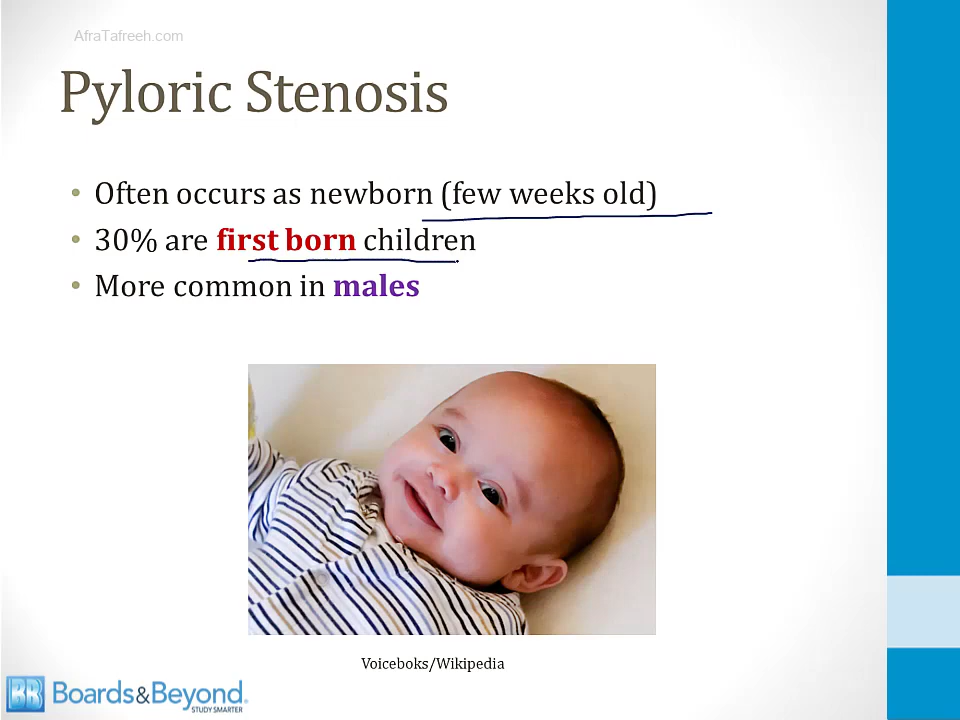 AfraTafreeh.com
Pyloric Stenosis
• Often occurs as newborn (few weeks old)
• 30% are first born children
• More common in males
Voiceboks/Wikipedia
BB Boards&Beyond.
STUDY SMARTER